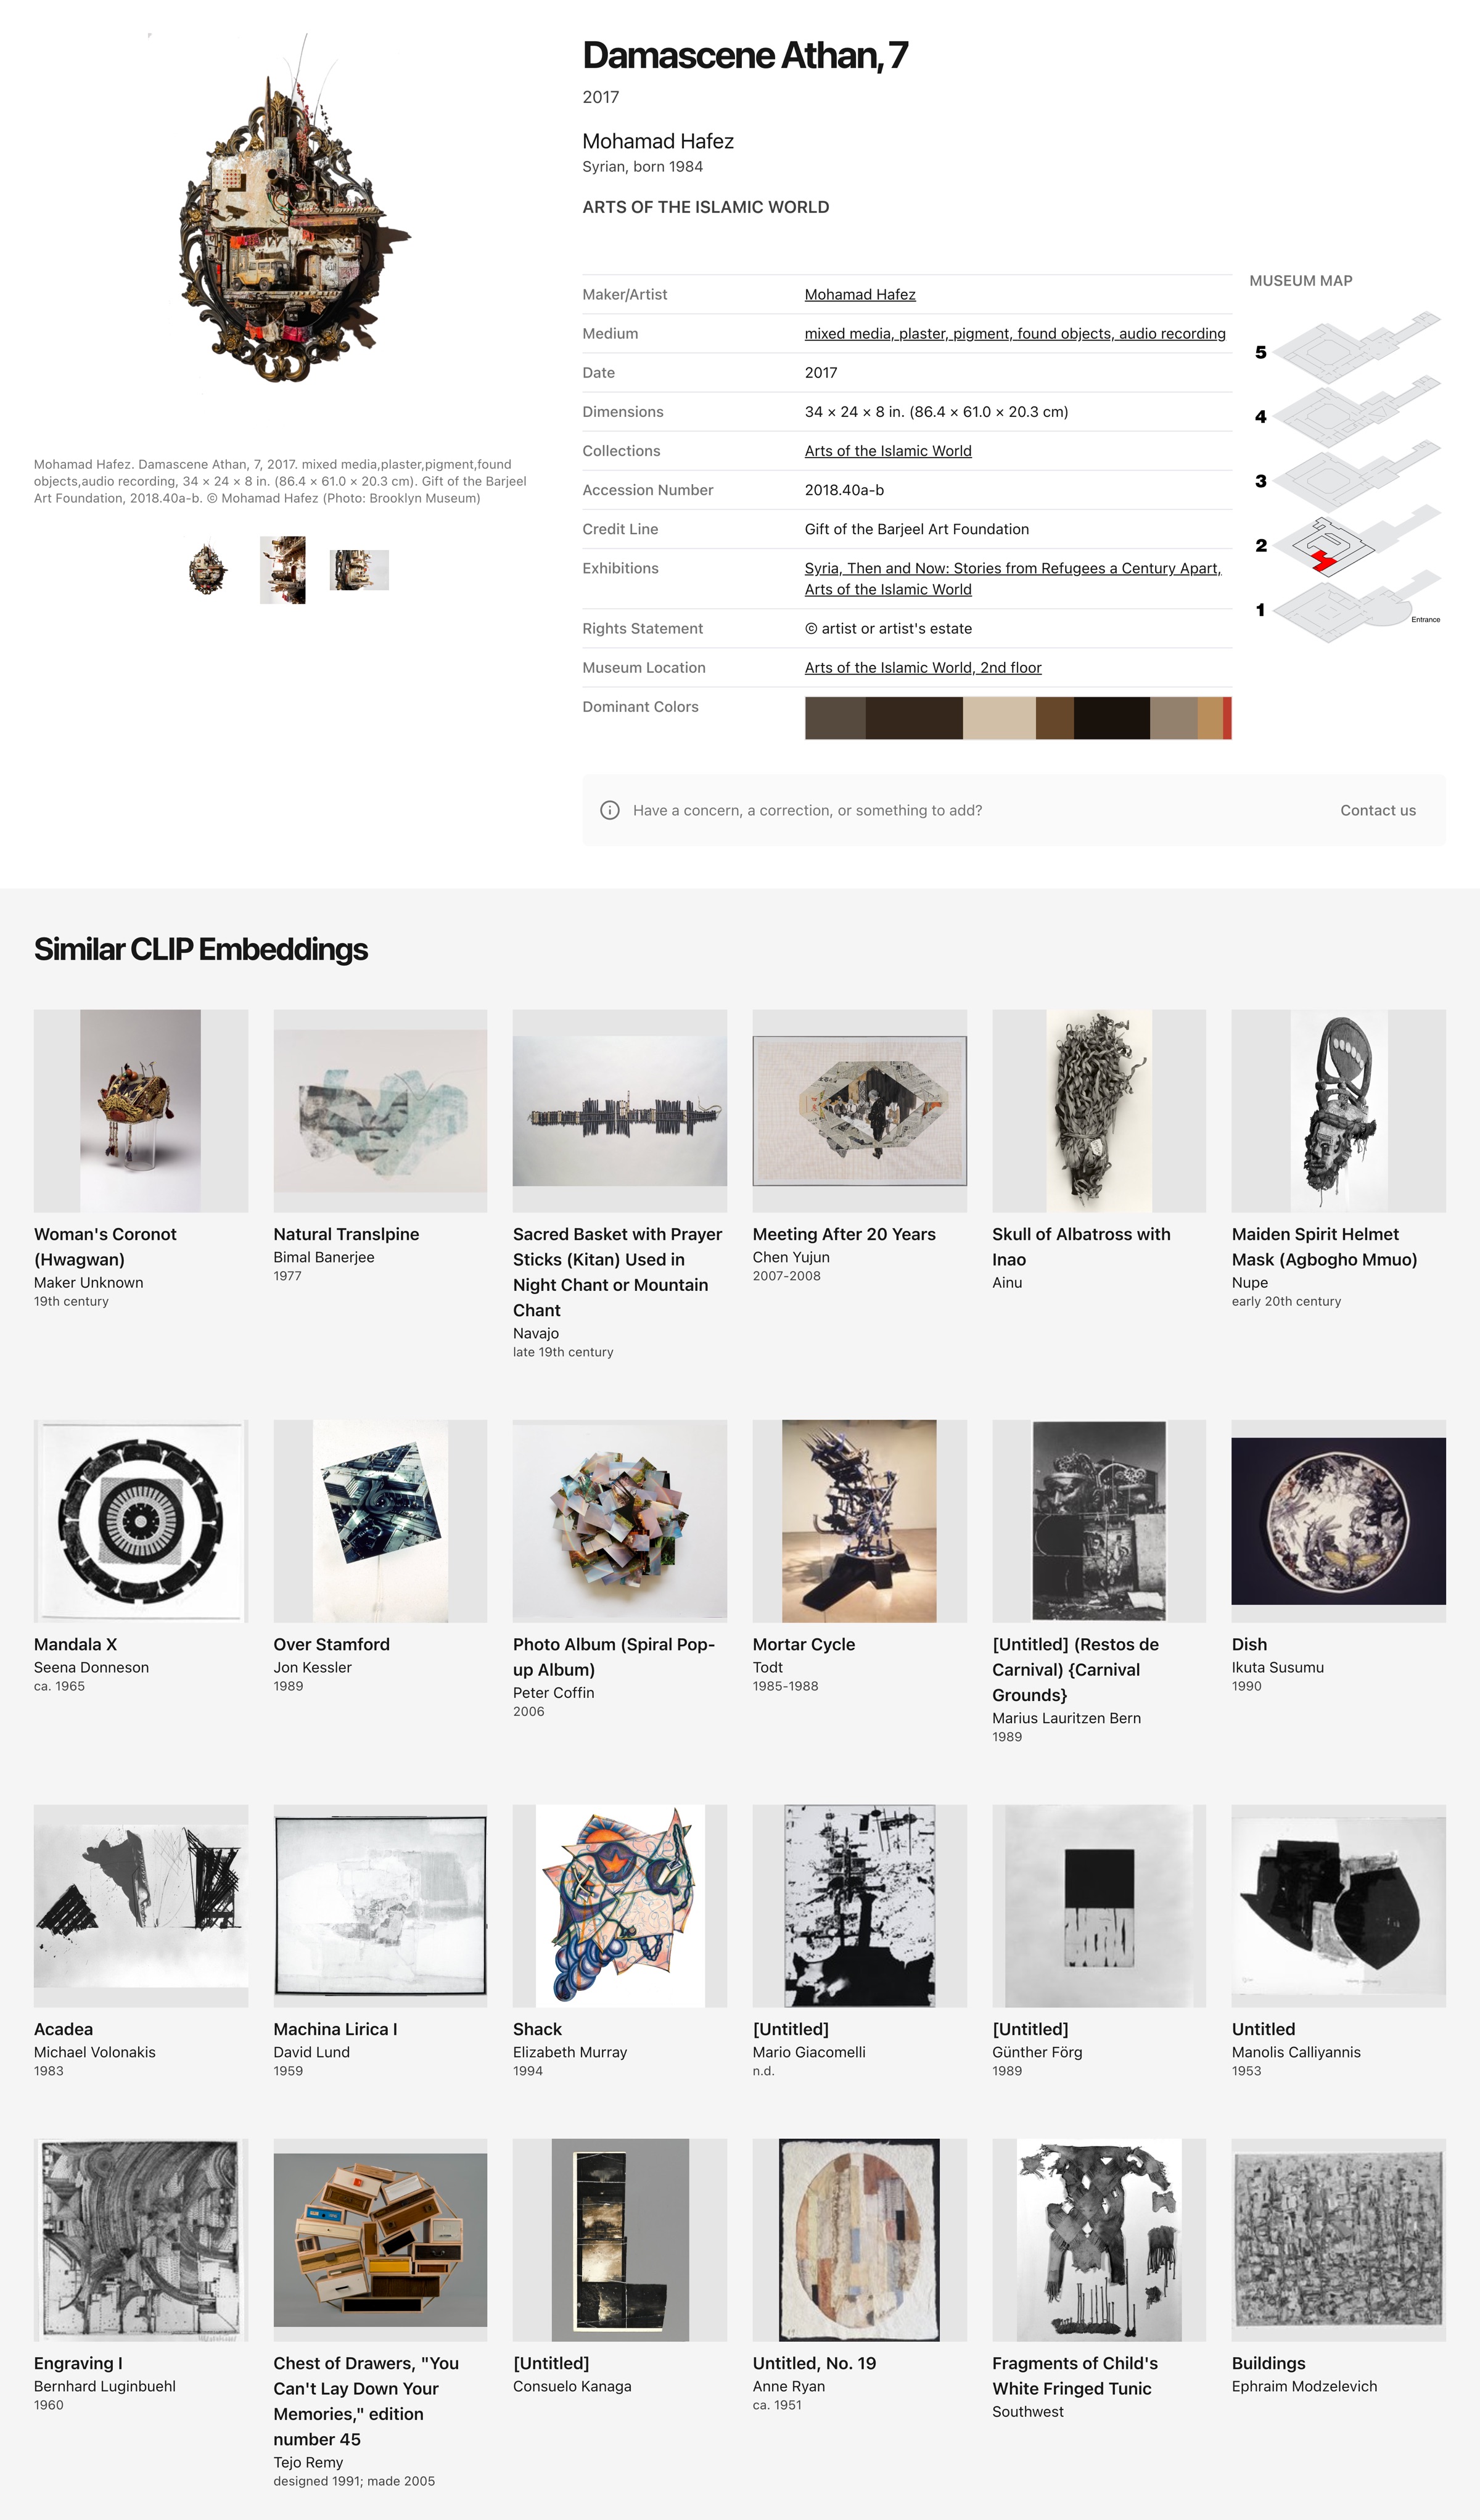 Damascene Athan, 7
2017
Mohamad Hafez
Syrian, born 1984
ARTS OF THE ISLAMIC WORLD
Maker/Artist
Mohamad Hafez
Medium
mixed media, plaster, pigment, found objects, audio recording
Date
2017
Dimensions
34 × 24 × 8 in. (86.4 × 61.0 × 20.3 cm)
Collections
Arts of the Islamic World
Accession Number
2018.40a-b
Credit Line
Gift of the Barjeel Art Foundation
Exhibitions
Syria, Then and Now: Stories from Refugees a Century Apart,
Arts of the Islamic World
Rights Statement
© artist or artist's estate
Museum Location
Arts of the Islamic World, 2nd floor
Dominant Colors
MUSEUM MAP
5
4
3
2
1
Entrance
Mohamad Hafez. Damascene Athan, 7, 2017. mixed media,plaster,pigment,found
objects,audio recording, 34 × 24 × 8 in. (86.4 × 61.0 × 20.3 cm). Gift of the Barjeel
Art Foundation, 2018.40a-b. © Mohamad Hafez (Photo: Brooklyn Museum)
Have a concern, a correction, or something to add?
Contact us
Similar CLIP Embeddings
Woman's Coronot
(Hwagwan)
Maker Unknown
19th century
Natural Translpine
Bimal Banerjee
1977
Sacred Basket with Prayer
Sticks (Kitan) Used in
Night Chant or Mountain
Chant
Navajo
late 19th century
Meeting After 20 Years
Chen Yujun
2007-2008
Skull of Albatross with
Inao
Ainu
Maiden Spirit Helmet
Mask (Agbogho Mmuo)
Nupe
early 20th century
Mandala X
Seena Donneson
ca. 1965
Over Stamford
Jon Kessler
1989
Photo Album (Spiral Pop-
up Album)
Peter Coffin
2006
Mortar Cycle
Todt
1985-1988
[Untitled] (Restos de
Carnival) {Carnival
Grounds}
Marius Lauritzen Bern
1989
Dish
Ikuta Susumu
1990
Acadea
Michael Volonakis
1983
Machina Lirica I
David Lund
1959
Shack
Elizabeth Murray
1994
[Untitled]
Mario Giacomelli
n.d.
[Untitled]
Günther Förg
1989
Untitled
Manolis Calliyannis
1953
Engraving I
Bernhard Luginbuehl
1960
Chest of Drawers, "You
Can't Lay Down Your
Memories," edition
number 45
Tejo Remy
designed 1991; made 2005
[Untitled]
Consuelo Kanaga
Untitled, No. 19
Anne Ryan
ca. 1951
Fragments of Child's
White Fringed Tunic
Southwest
Buildings
Ephraim Modzelevich